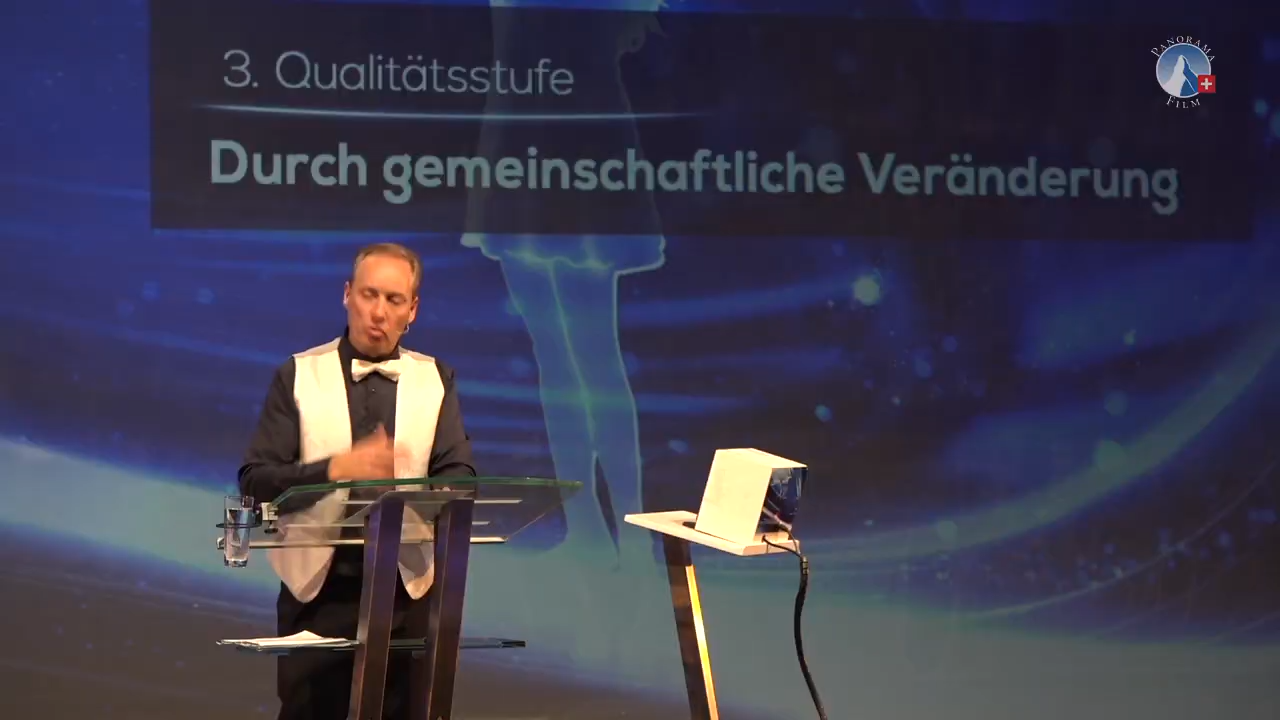 3. Qualitätsstufe
Durch gemeinschaftliche Veränderung
PANORAMA
FILM